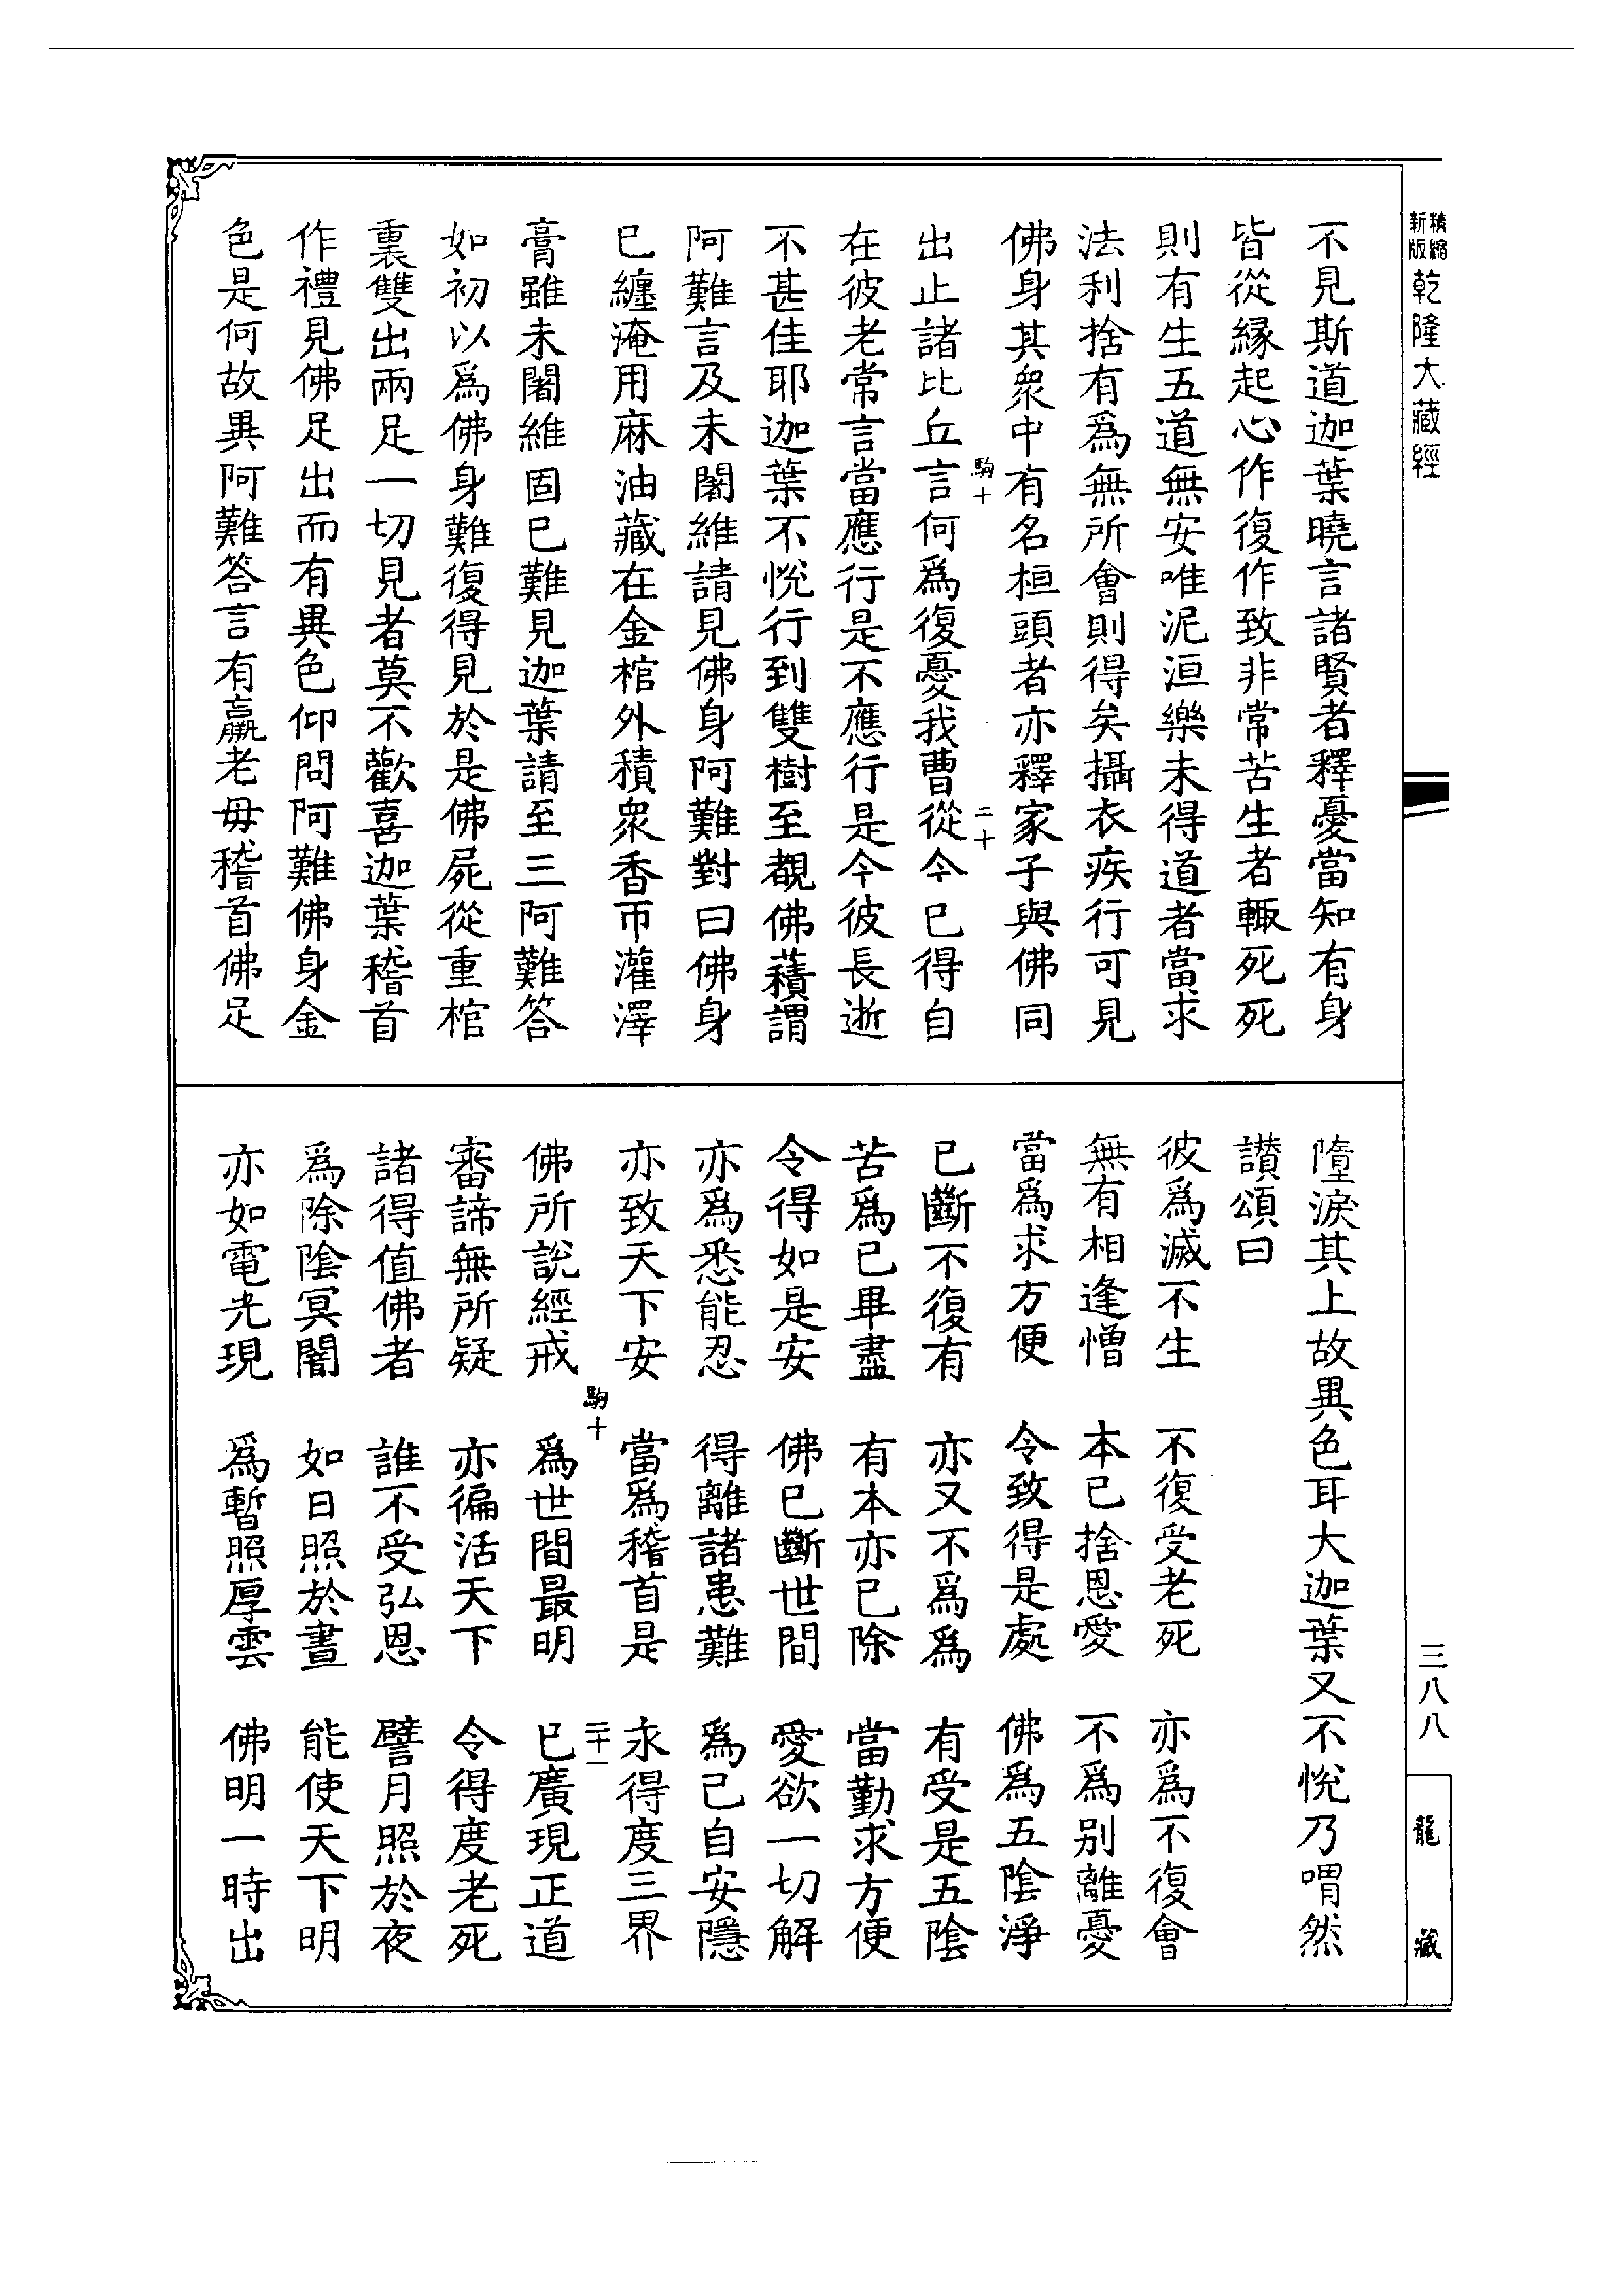 精縮新版乾隆大藏經
三八八
龍藏
不見斯道迦葉曉言諸賢者釋憂當知有身
皆從緣起心作復作致非常苦生者輙死死
則有生五道無安唯泥洹樂未得道者當求
法利捨有爲無所會則得矣攝衣疾行可見
佛身其衆中有名桓頭者亦釋家子與佛同
駒十
二十
出止諸比丘言何爲復憂我曹從今已得自
在彼老常言當應行是不應行是今彼長逝
不甚佳耶迦葉不悅行到雙樹至覩佛𧂐謂
阿難言及未闍維請見佛身阿難對曰佛身
已纏淹用麻油藏在金棺外積衆香帀灌澤
膏雖未闍維固已難見迦葉請至三阿難答
如初以爲佛身難復得見於是佛屍從重棺
裏雙出兩足一切見者莫不歡喜迦葉稽首
作禮見佛足出而有異色仰問阿難佛身金
色是何故異阿難答言有羸老母稽首佛足
墮淚其上故異色耳大迦葉又不悅乃喟然
讃頌曰
彼爲滅不生　不復受老死　亦爲不復會
無有相逢憎　本已捨恩愛　不爲別離憂
當爲求方便　令致得是處　佛爲五陰淨
已斷不復有　亦又不爲爲　有受是五陰
苦爲已畢盡　有本亦已除　當勤求方便
令得如是安　佛已斷世間　愛欲一切解
亦爲悉能忍　得離諸患難　爲已自安隱
亦致天下安　當爲稽首是　永得度三界
駒十
二十一
佛所說經戒　爲世間最明　已廣現正道
審諦無所疑　亦徧活天下　令得度老死
諸得值佛者　誰不受弘恩　譬月照於夜
爲除陰冥闇　如日照於晝　能使天下明
亦如電光現　爲暫照厚雲　佛明一時出